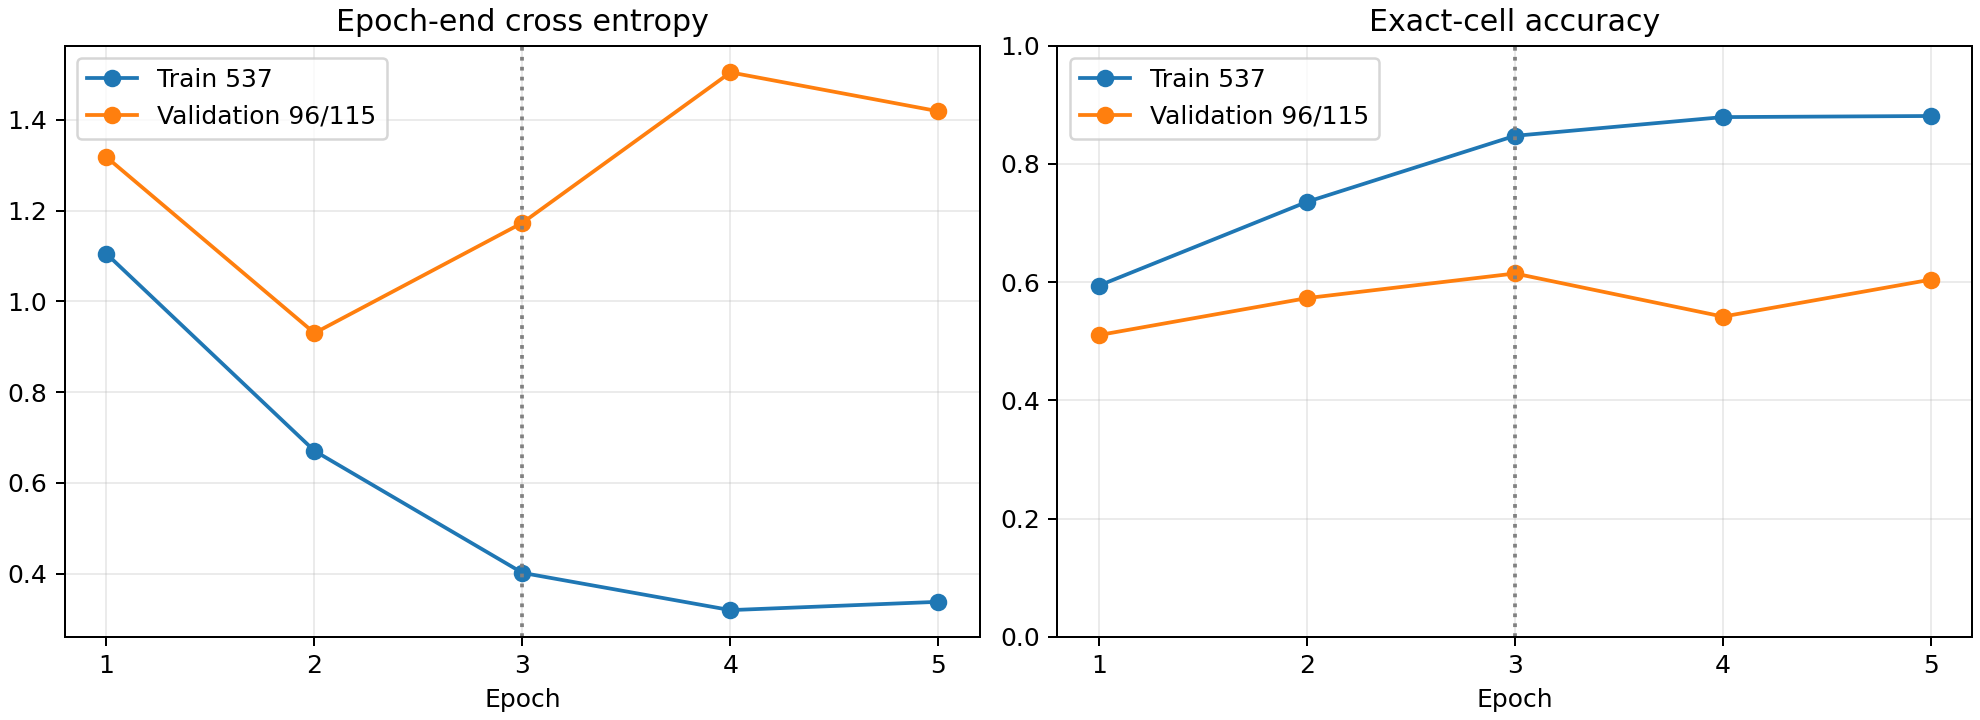 Epoch-end cross entropy
Train 537
Validation 96/115
1.4
1.2
1.0
0.8
0.6
0.4
1 2 3 4 5
Epoch
Exact-cell accuracy
Train 537
Validation 96/115
1.0
0.8
0.6
0.4
0.2
0.0
1 2 3 4 5
Epoch